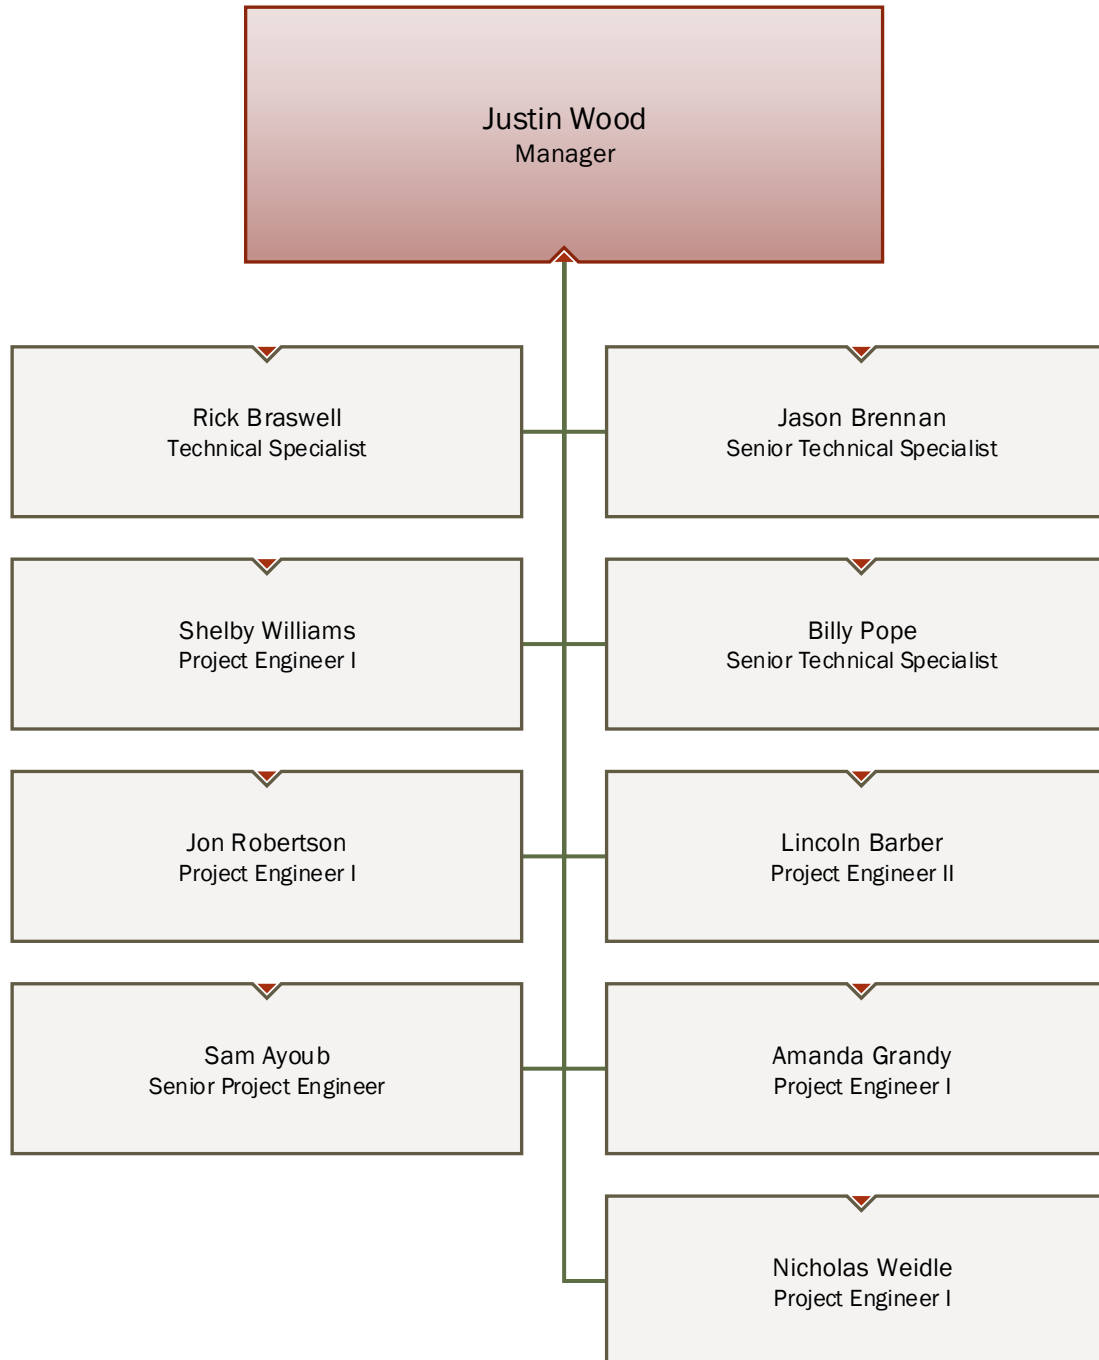 Justin Wood
Manager
Rick Braswell
Technical Specialist
Jason Brennan
Senior Technical Specialist
Shelby Williams
Project Engineer I
Billy Pope
Senior Technical Specialist
Jon Robertson
Project Engineer I
Lincoln Barber
Project Engineer II
Sam Ayoub
Senior Project Engineer
Amanda Grandy
Project Engineer I
Nicholas Weidle
Project Engineer I